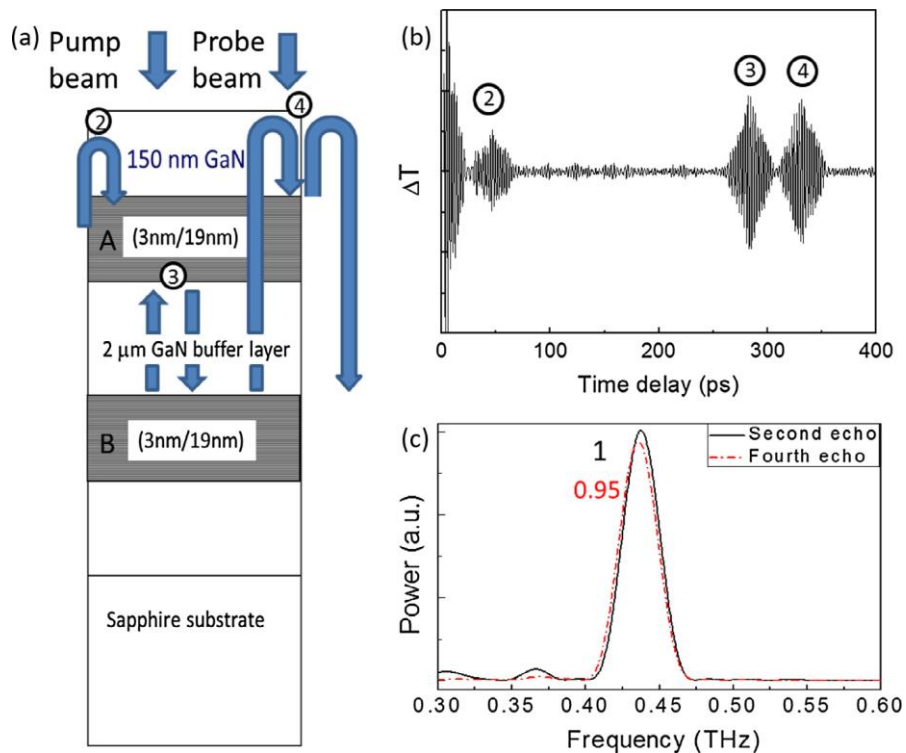 (a)
Pump beam
Probe beam
②
④
150 nm GaN
A
(3nm/19nm)
③
2 μm GaN buffer layer
B
(3nm/19nm)
Sapphire substrate
(b)
②
③
④
ΔT
0
100
200
300
400
Time delay (ps)
(c)
1
0.95
Second echo
Fourth echo
Power (a.u.)
0.30
0.35
0.40
0.45
0.50
0.55
0.60
Frequency (THz)